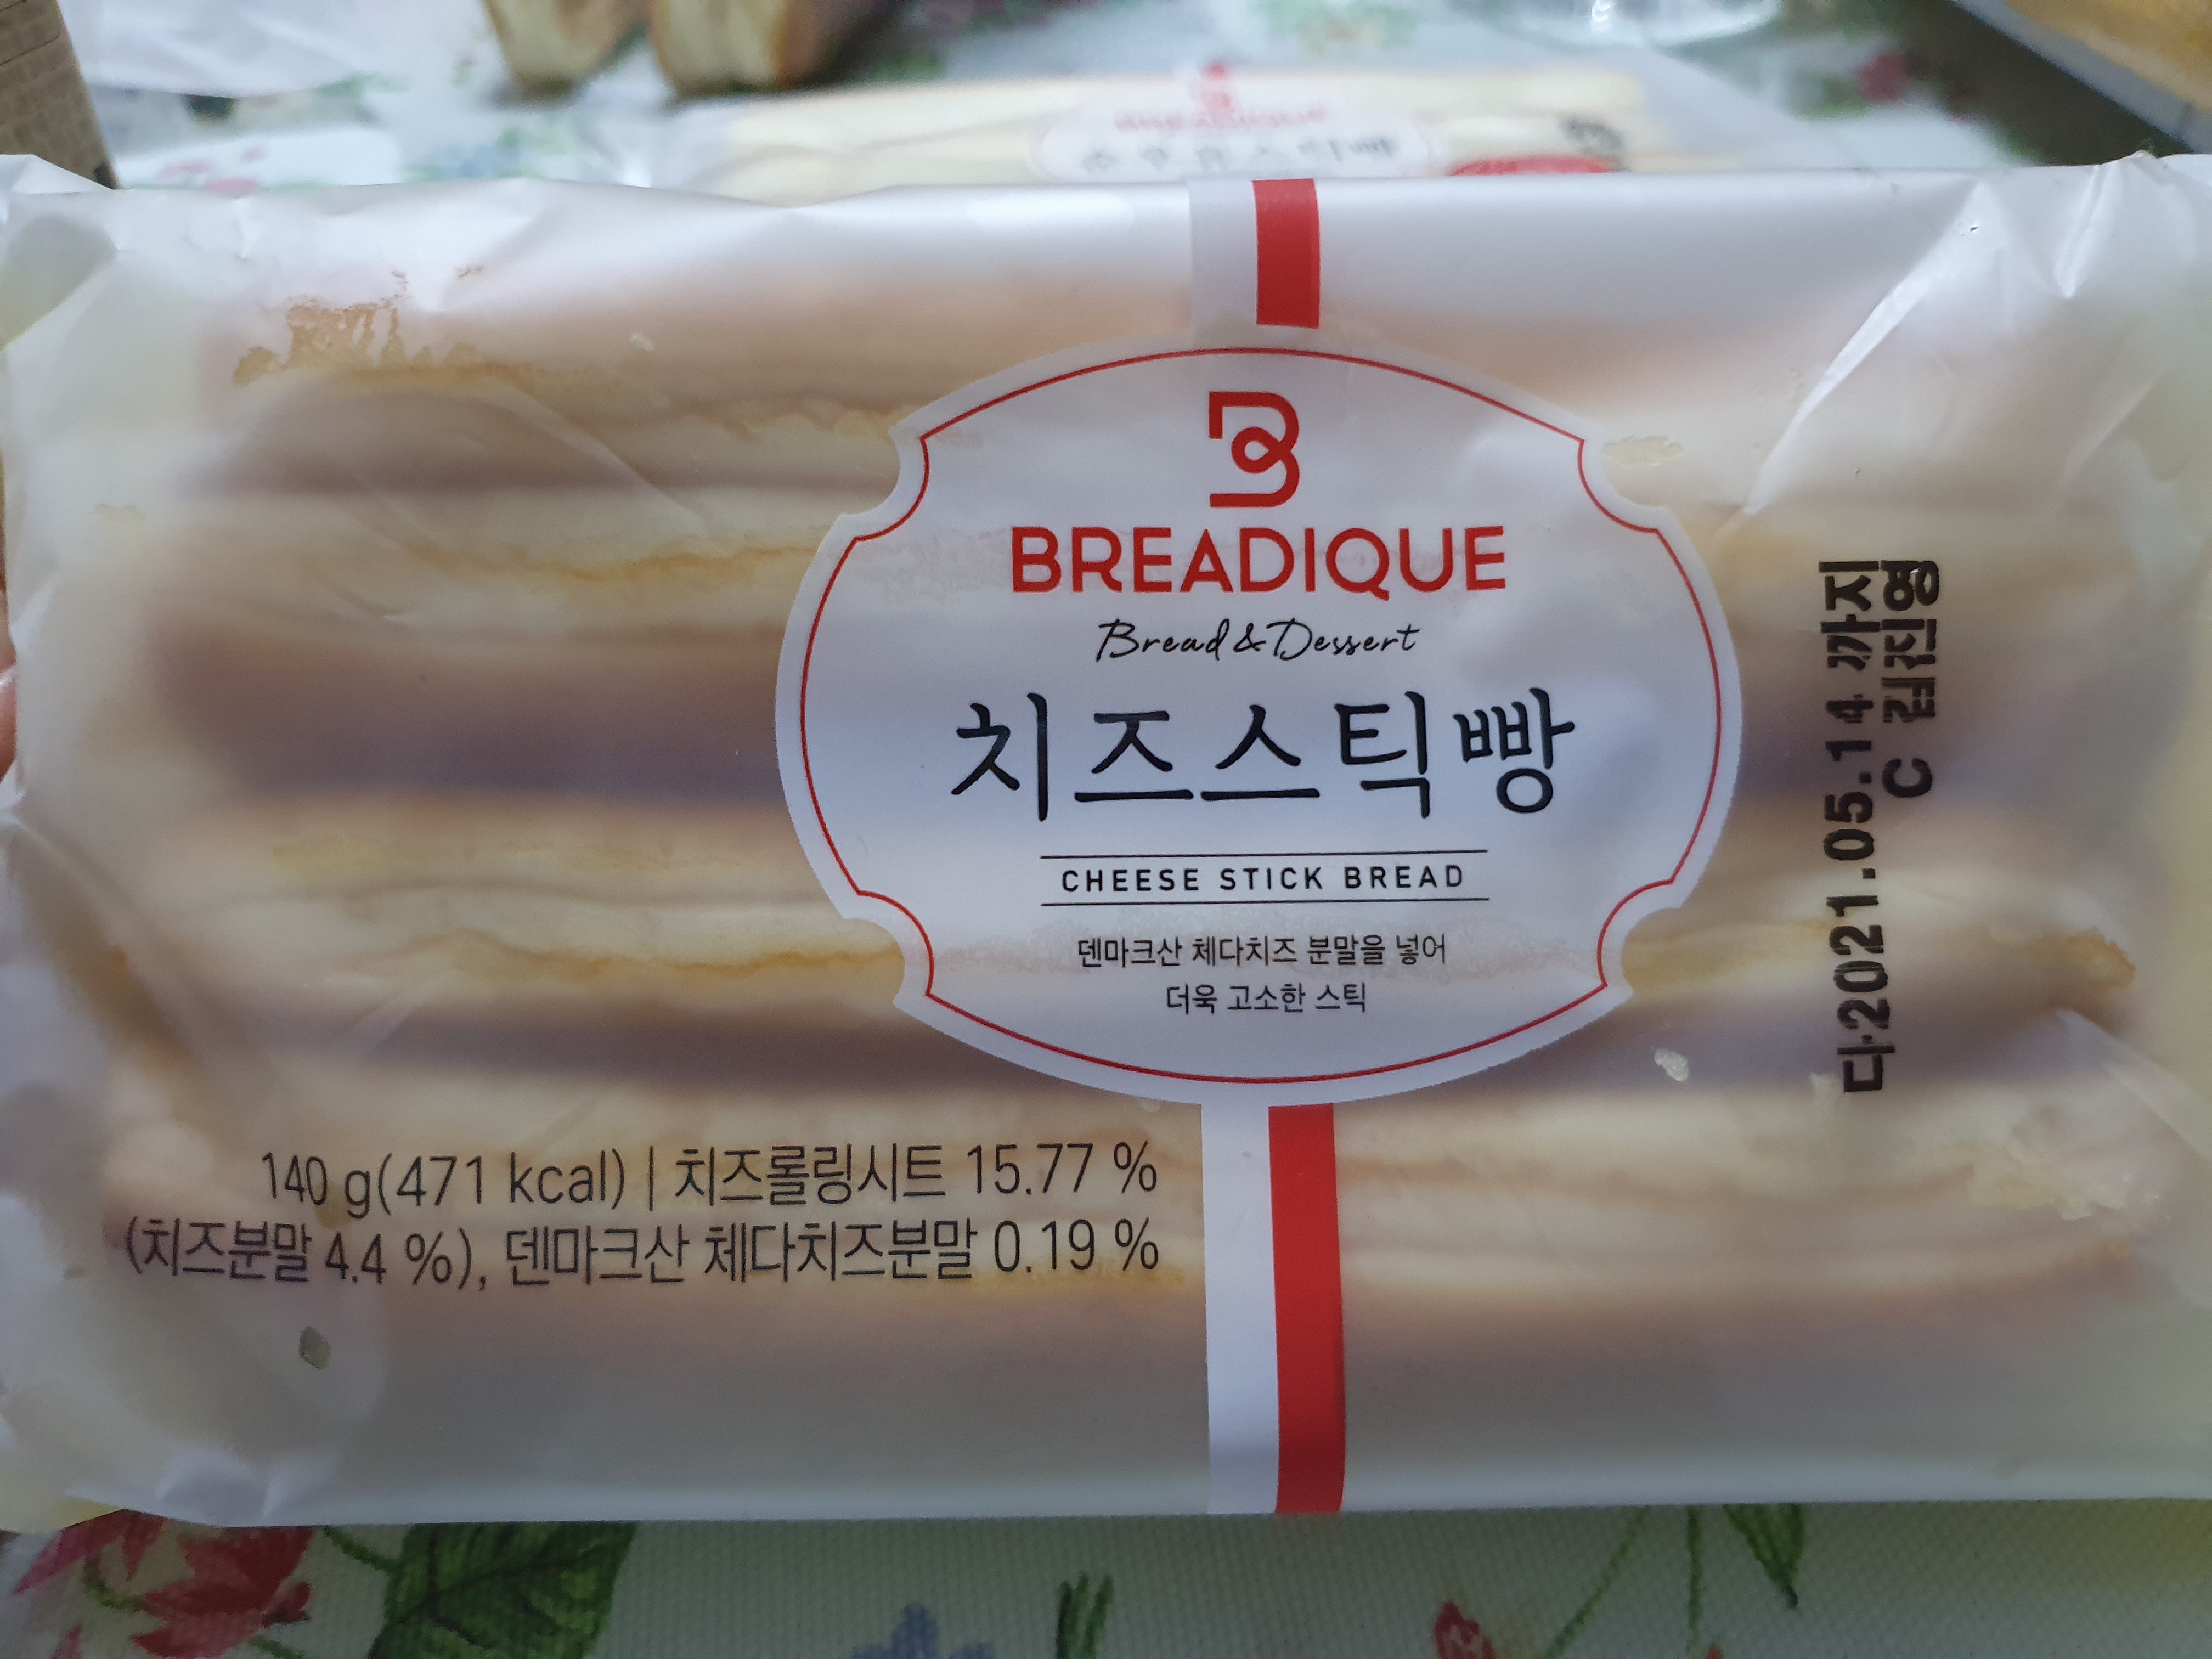 BREADIQUE
Bread & Dessert
치즈스틱빵
CHEESE STICK BREAD
덴마크산 체다치즈 분말을 넣어
더욱 고소한 스틱
140 g(471 kcal) | 치즈롤링시트 15.77 %
(치즈분말 4.4 %), 덴마크산 체다치즈분말 0.19 %
다2021.05.14 까지
C 김진영